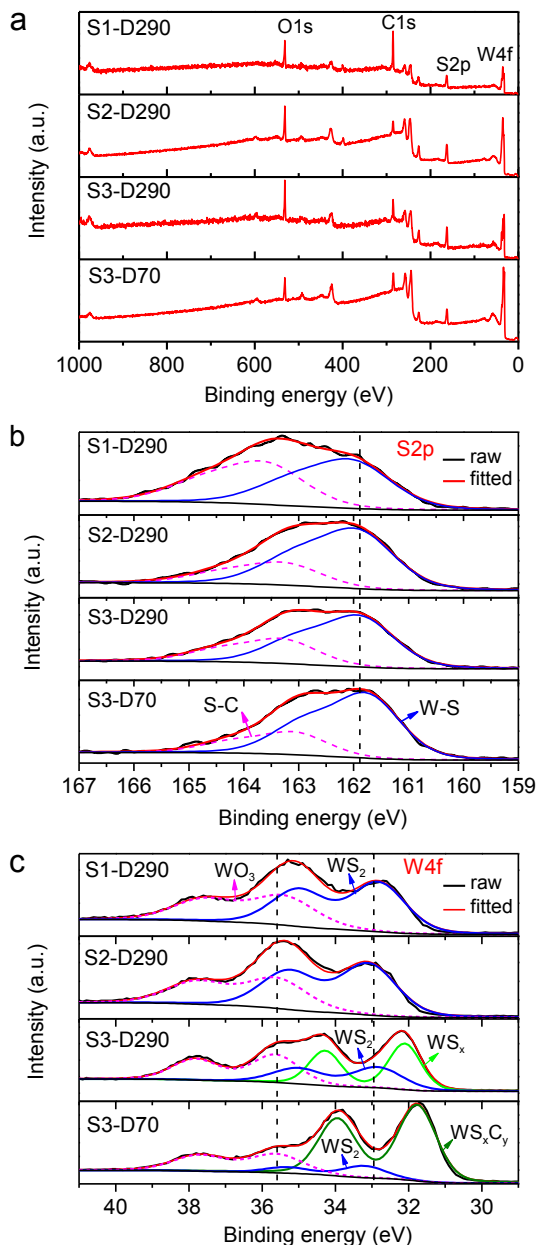 a
O1s
C1s
S2p
W4f
S1-D290
S2-D290
S3-D290
S3-D70
Intensity (a.u.)
1000 800 600 400 200 0
Binding energy (eV)
b
S1-D290
S2p
raw
fitted
S2-D290
S3-D290
S3-D70
S-C
W-S
Intensity (a.u.)
167 166 165 164 163 162 161 160 159
Binding energy (eV)
c
S1-D290
WO₃
WS₂
W4f
raw
fitted
S2-D290
S3-D290
WS₂
WSₓ
S3-D70
WS₂
WSₓC_y
Intensity (a.u.)
40 38 36 34 32 30
Binding energy (eV)